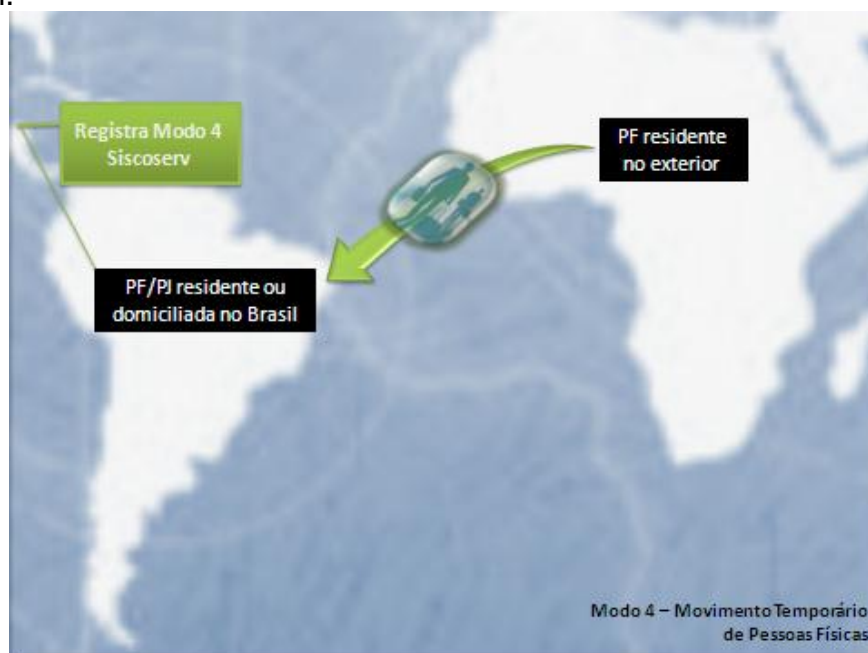 Registra Modo 4
Siscoserv
PF residente
no exterior
PF/PJ residente ou
domiciliada no Brasil
Modo 4 – Movimento Temporário
de Pessoas Físicas